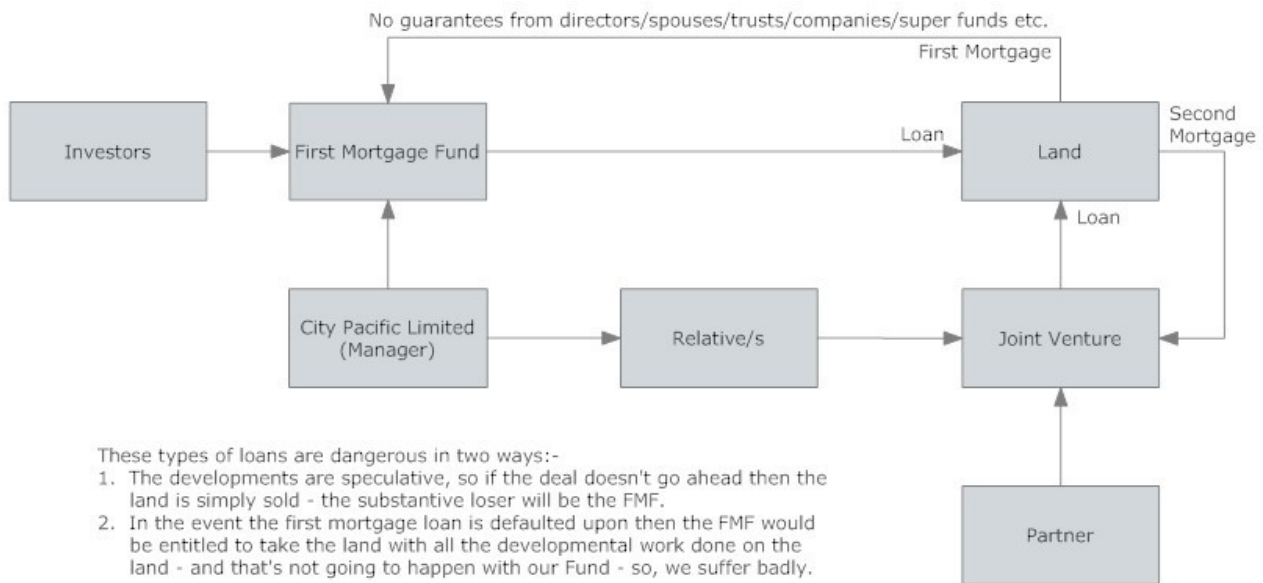 No guarantees from directors/spouses/trusts/companies/super funds etc.
First Mortgage
Investors
First Mortgage Fund
Loan
Land
Second
Mortgage
Loan
City Pacific Limited
(Manager)
Relative/s
Joint Venture
These types of loans are dangerous in two ways:-
1. The developments are speculative, so if the deal doesn't go ahead then the
land is simply sold - the substantive loser will be the FMF.
2. In the event the first mortgage loan is defaulted upon then the FMF would
be entitled to take the land with all the developmental work done on the
land - and that's not going to happen with our Fund - so, we suffer badly.
Partner